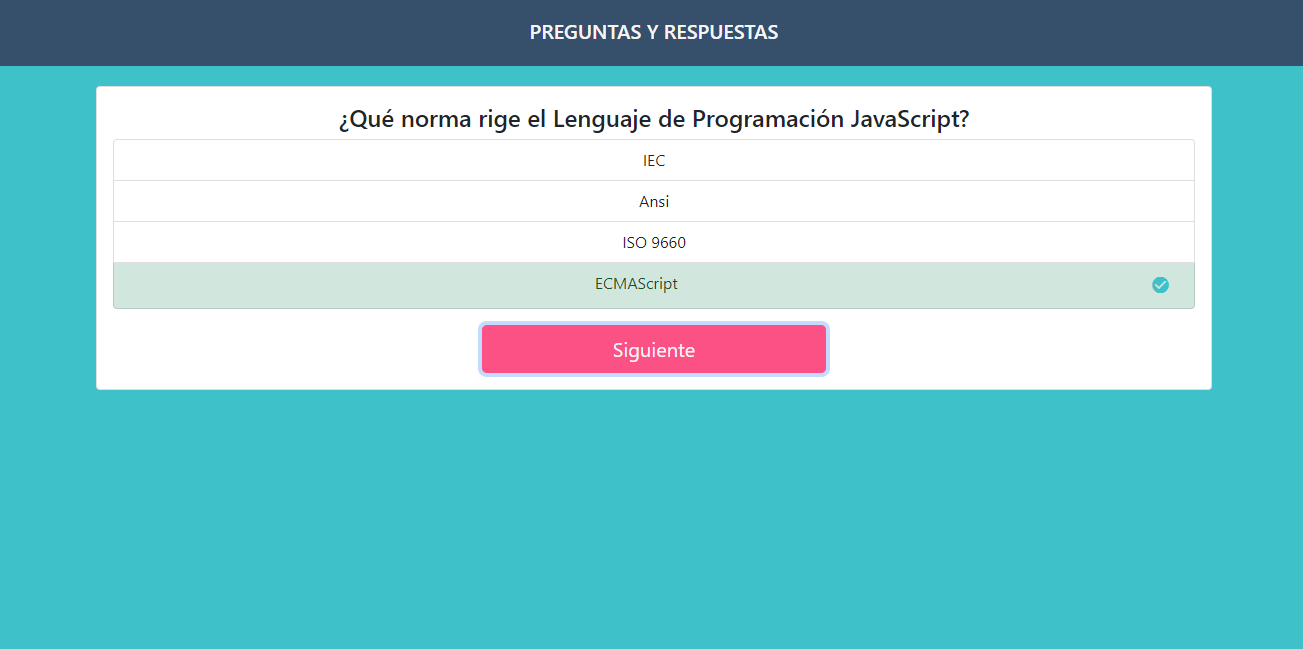 PREGUNTAS Y RESPUESTAS
¿Qué norma rige el Lenguaje de Programación JavaScript?
IEC
Ansi
ISO 9660
ECMAScript
Siguiente